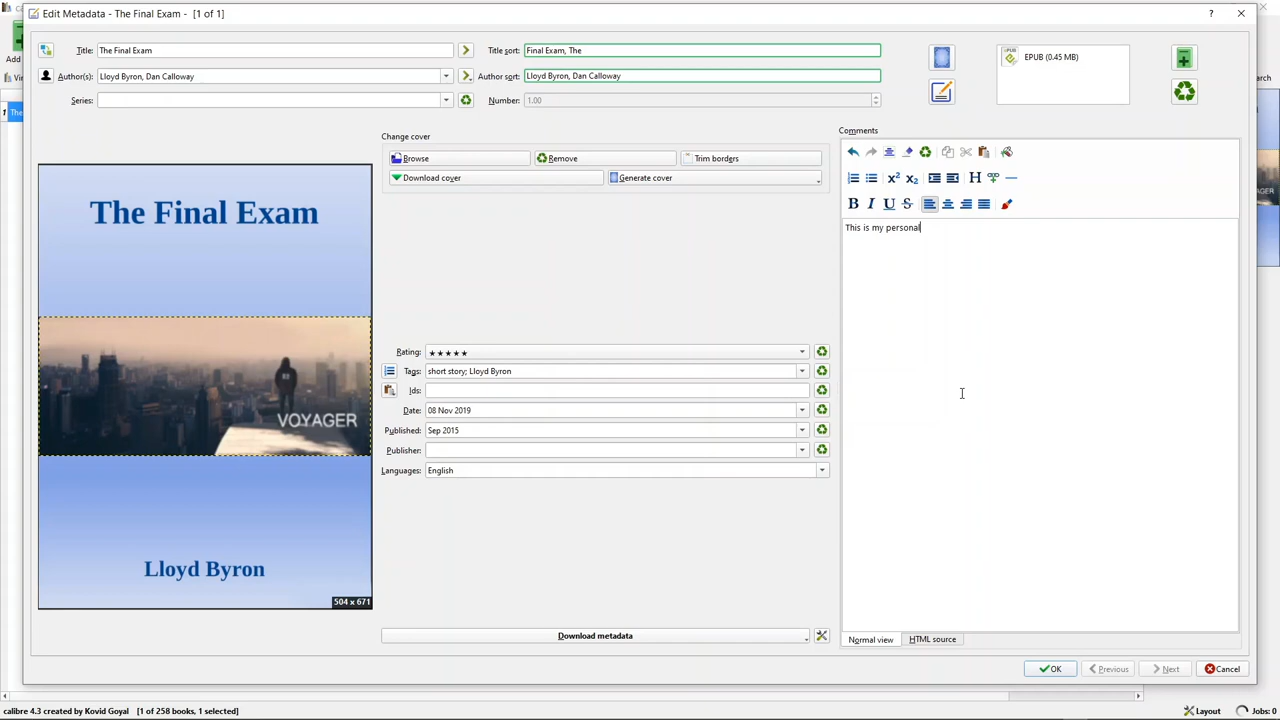 Edit Metadata - The Final Exam - [1 of 1]
?
Title: The Final Exam
Title sort: Final Exam, The
Author(s): Lloyd Byron, Dan Calloway
Author sort: Lloyd Byron, Dan Calloway
Series:
Number: 1.00
EPUB (0.45 MB)
Add
Vie
arch
1 The
Change cover
Browse
Remove
Trim borders
Download cover
Generate cover
The Final Exam
VOYAGER
Lloyd Byron
504 x 671
Rating: ★★★★★
Tags: short story; Lloyd Byron
Ids:
Date: 08 Nov 2019
Published: Sep 2015
Publisher:
Languages: English
Download metadata
Comments
This is my personal
Normal view
HTML source
OK
Previous
Next
Cancel
calibre 4.3 created by Kovid Goyal [1 of 258 books, 1 selected]
Layout
Jobs: 0